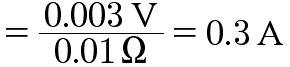 = 0.003 V / 0.01 Ω = 0.3 A